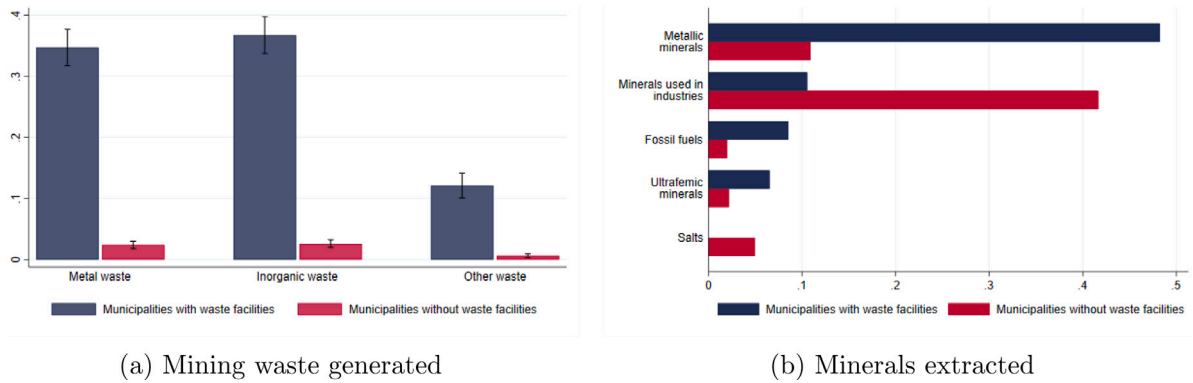 .4
.3
.2
.1
0
Metal waste
Inorganic waste
Other waste
Municipalities with waste facilities
Municipalities without waste facilities
(a) Mining waste generated
Metallic
minerals
Minerals used in
industries
Fossil fuels
Ultrafemic
minerals
Salts
0
.1
.2
.3
.4
.5
Municipalities with waste facilities
Municipalities without waste facilities
(b) Minerals extracted